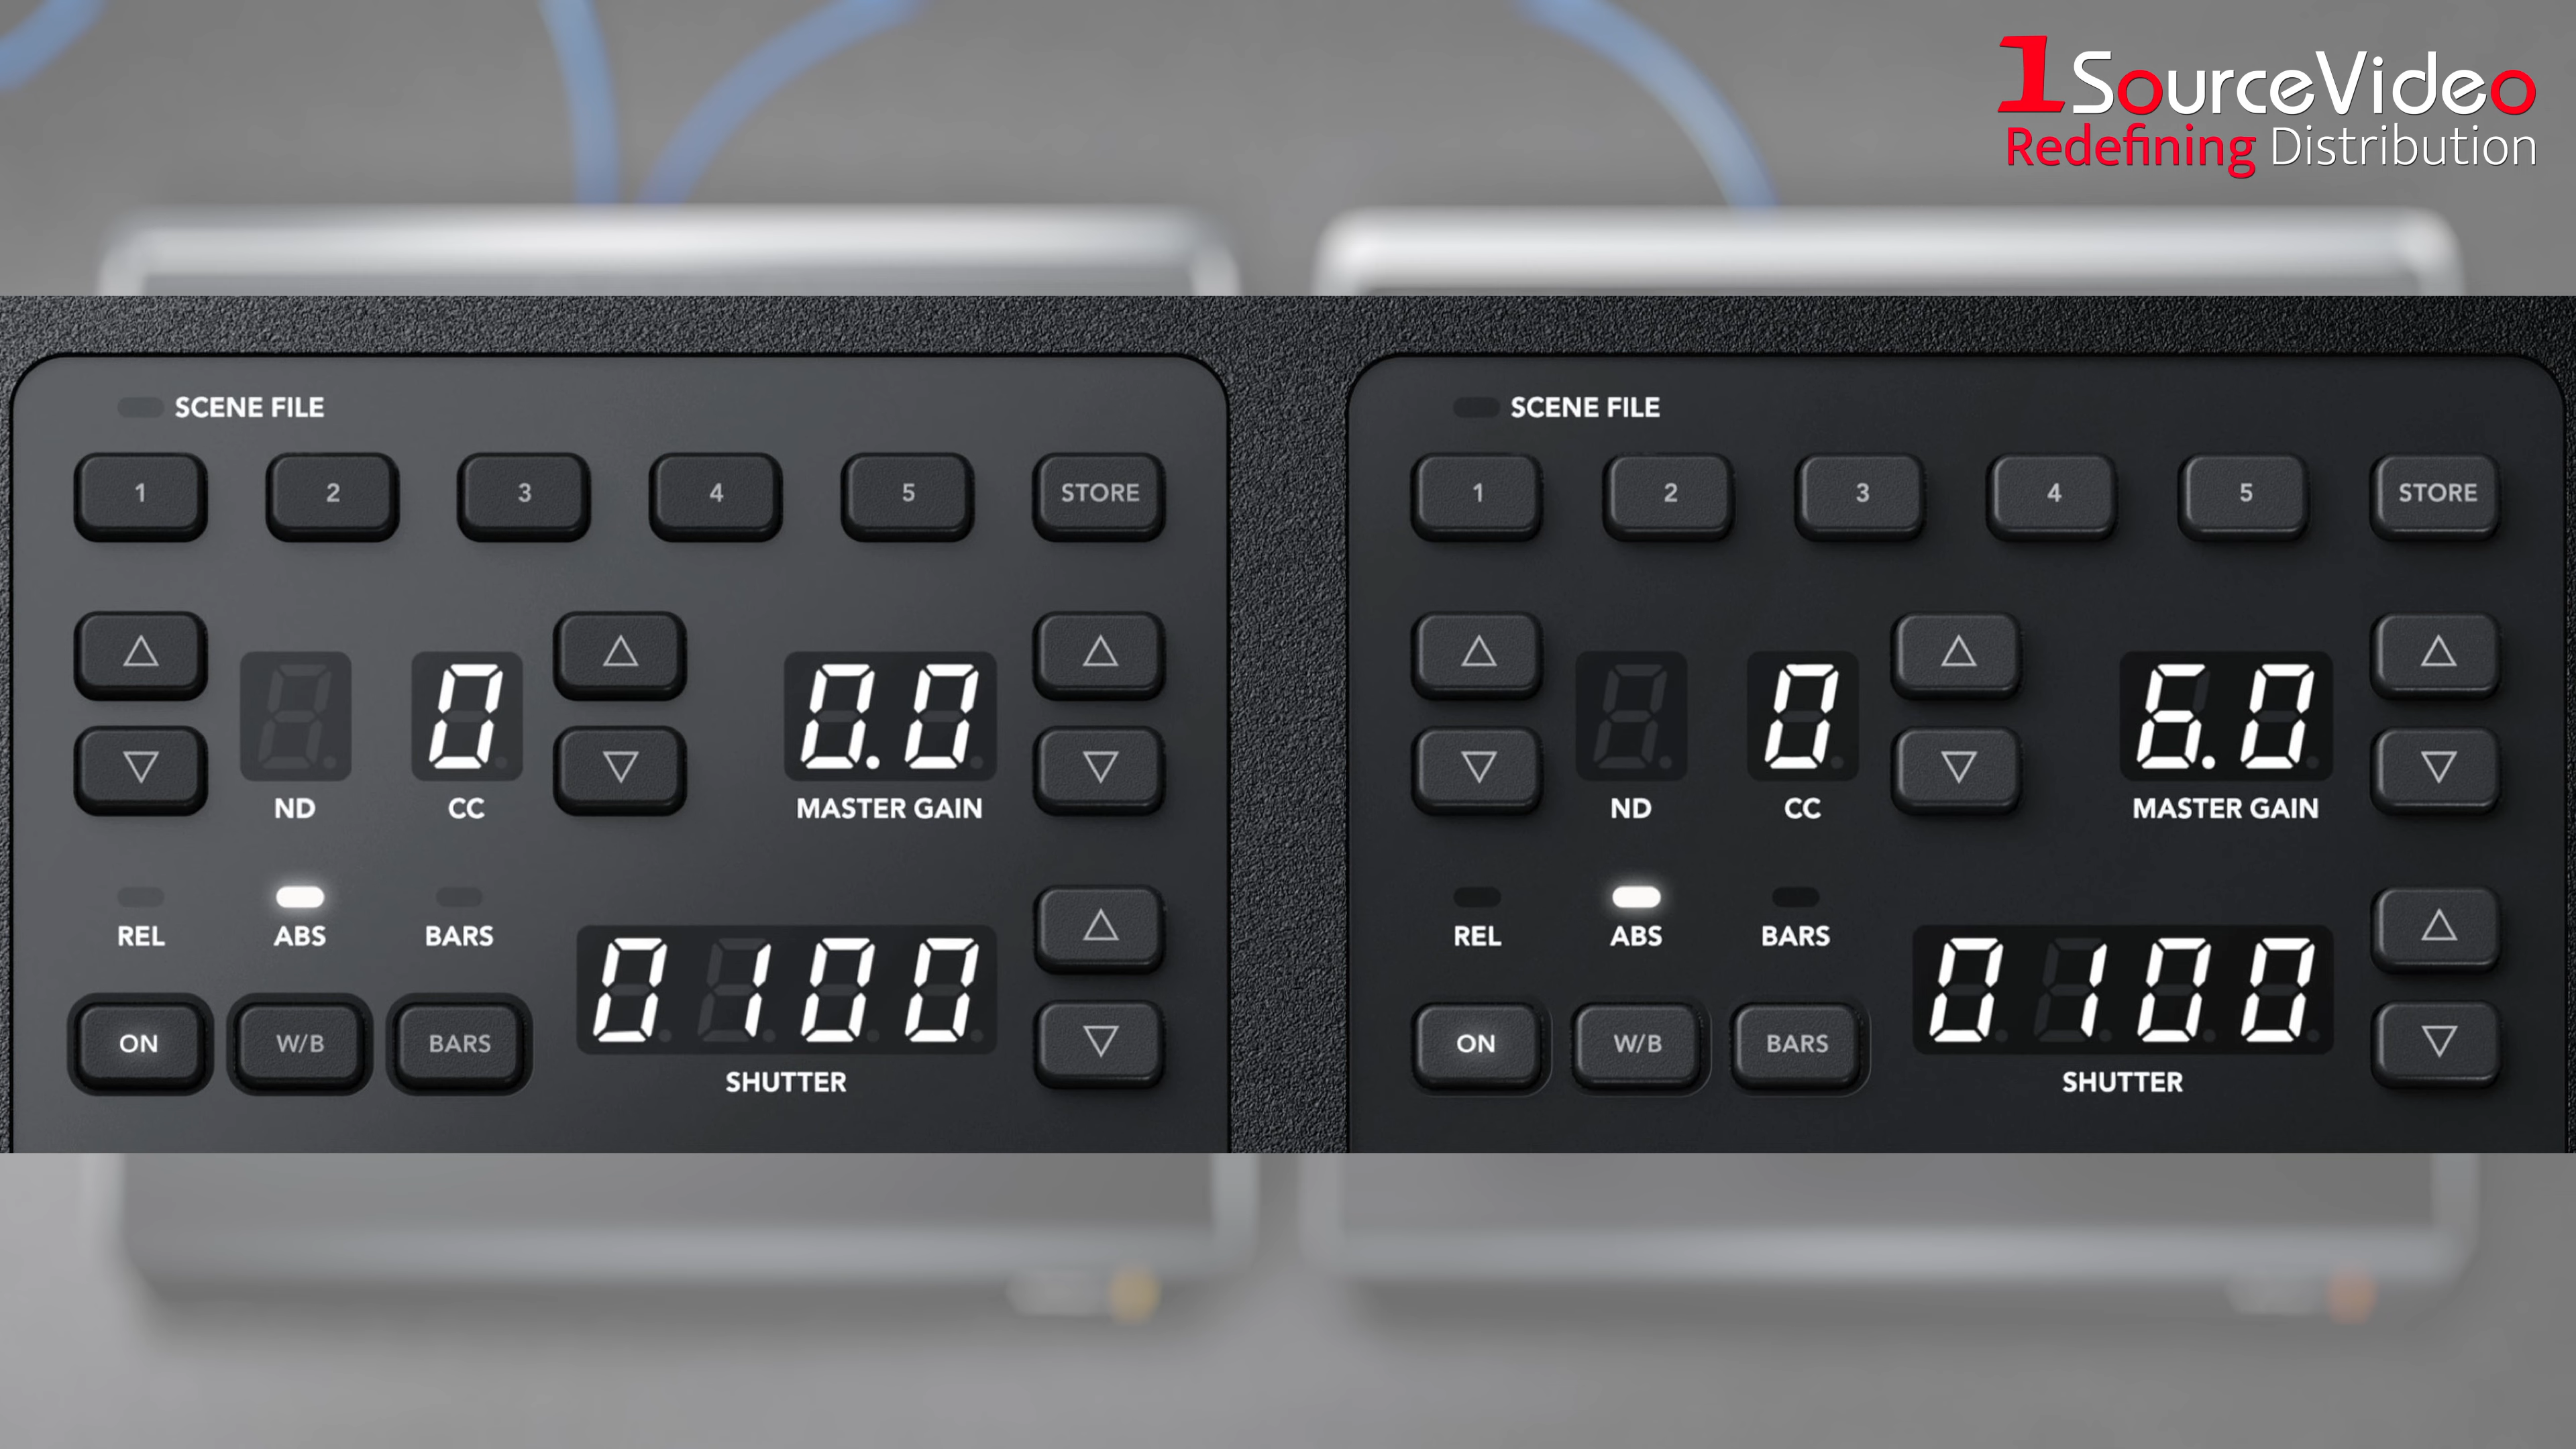 1SourceVideo
Redefining Distribution
SCENE FILE
1 2 3 4 5 STORE
0 0.0
ND CC MASTER GAIN
REL ABS BARS
0100
ON W/B BARS
SHUTTER
SCENE FILE
1 2 3 4 5 STORE
0 6.0
ND CC MASTER GAIN
REL ABS BARS
0100
ON W/B BARS
SHUTTER